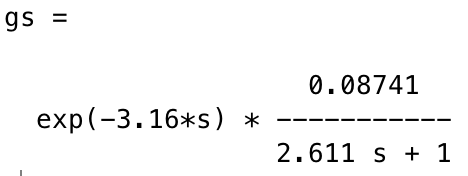 gs =
0.08741
exp(-3.16*s) * -----------
2.611 s + 1